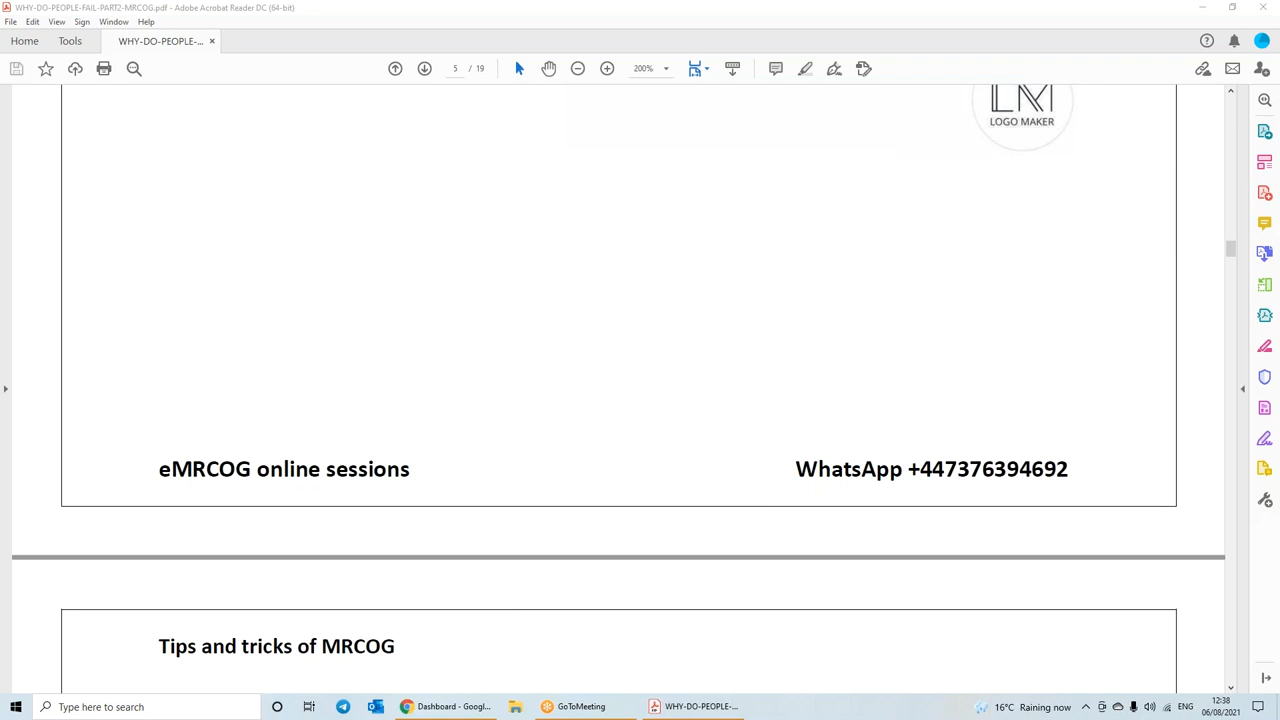 WHY-DO-PEOPLE-FAIL-PART2-MRCOG.pdf - Adobe Acrobat Reader DC (64-bit)
File Edit View Sign Window Help
Home Tools WHY-DO-PEOPLE-... ×
5 / 19 200%
LM
LOGO MAKER
eMRCOG online sessions WhatsApp +447376394692
Tips and tricks of MRCOG
Type here to search Dashboard - Googl... GoToMeeting WHY-DO-PEOPLE-... 16°C Raining now ENG 12:38
06/08/2021